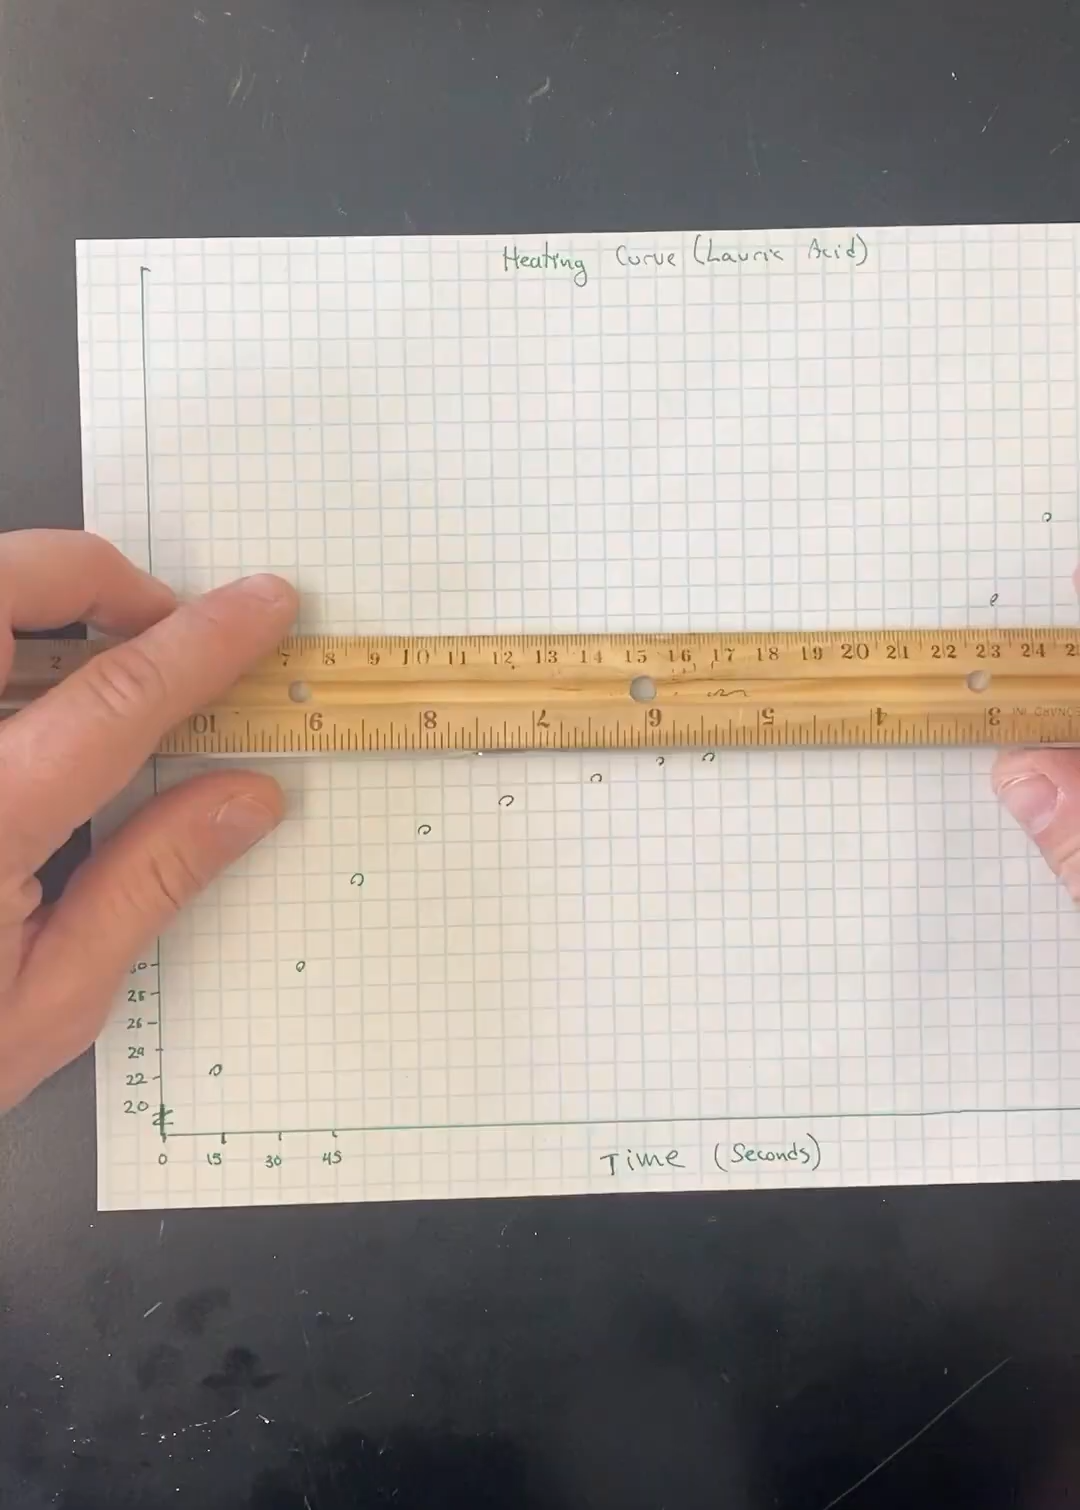 Heating Curve (Lauric Acid)
2 7 8 9 10 11 12 13 14 15 16 17 18 19 20 21 22 23 24 2
10 9 8 7 6 5 4 3
30
28
26
24
22
20
0 15 30 45
Time (Seconds)